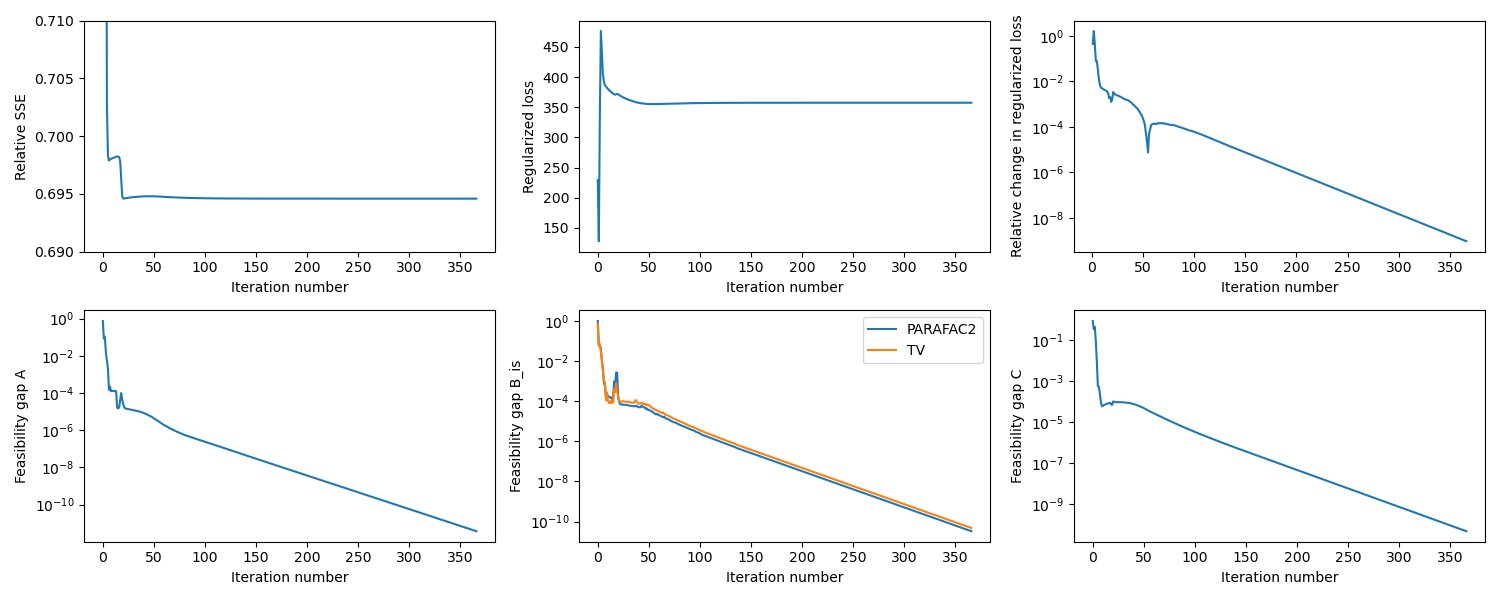 Relative SSE
0.710
0.705
0.700
0.695
0.690
0 50 100 150 200 250 300 350
Iteration number
Regularized loss
450
400
350
300
250
200
150
0 50 100 150 200 250 300 350
Iteration number
Relative change in regularized loss
10⁰
10⁻²
10⁻⁴
10⁻⁶
10⁻⁸
0 50 100 150 200 250 300 350
Iteration number
Feasibility gap A
10⁰
10⁻²
10⁻⁴
10⁻⁶
10⁻⁸
10⁻¹⁰
0 50 100 150 200 250 300 350
Iteration number
Feasibility gap B_is
10⁰
10⁻²
10⁻⁴
10⁻⁶
10⁻⁸
10⁻¹⁰
PARAFAC2
TV
0 50 100 150 200 250 300 350
Iteration number
Feasibility gap C
10⁻¹
10⁻³
10⁻⁵
10⁻⁷
10⁻⁹
0 50 100 150 200 250 300 350
Iteration number